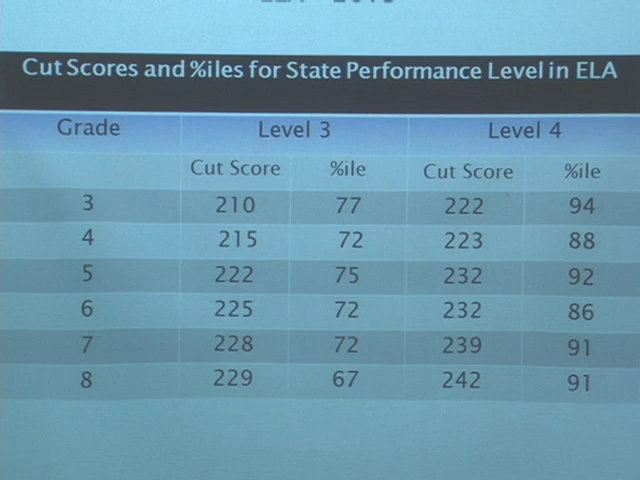 Cut Scores and %iles for State Performance Level in ELA
Grade Level 3 Level 4
Cut Score %ile Cut Score %ile
3 210 77 222 94
4 215 72 223 88
5 222 75 232 92
6 225 72 232 86
7 228 72 239 91
8 229 67 242 91